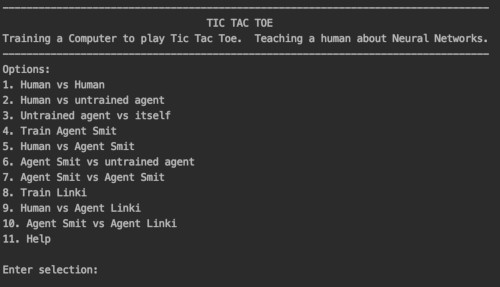 TIC TAC TOE
Training a Computer to play Tic Tac Toe.  Teaching a human about Neural Networks.
Options:
1. Human vs Human
2. Human vs untrained agent
3. Untrained agent vs itself
4. Train Agent Smit
5. Human vs Agent Smit
6. Agent Smit vs untrained agent
7. Agent Smit vs Agent Smit
8. Train Linki
9. Human vs Agent Linki
10. Agent Smit vs Agent Linki
11. Help
Enter selection: